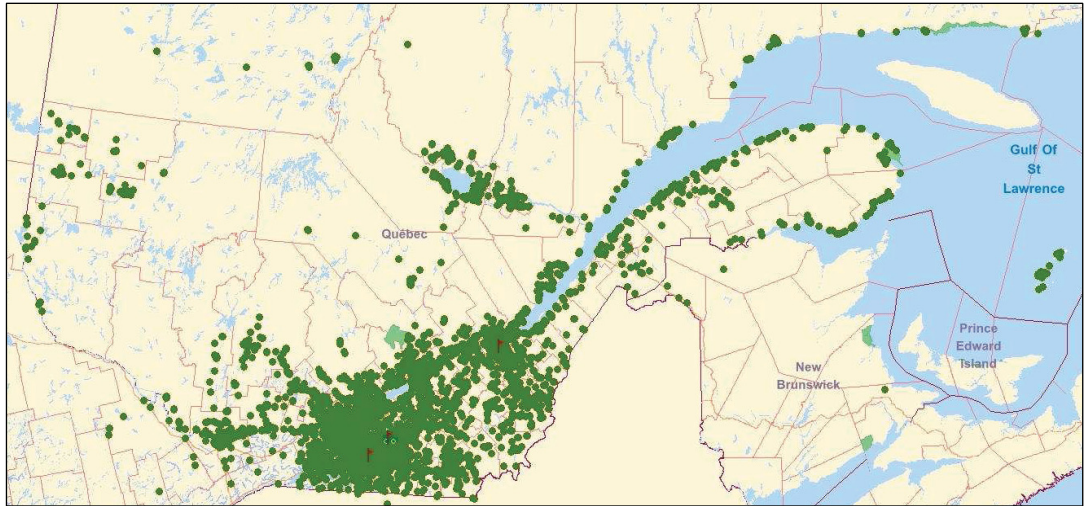 Gulf Of
St
Lawrence
Québec
Prince
Edward
Island
New
Brunswick